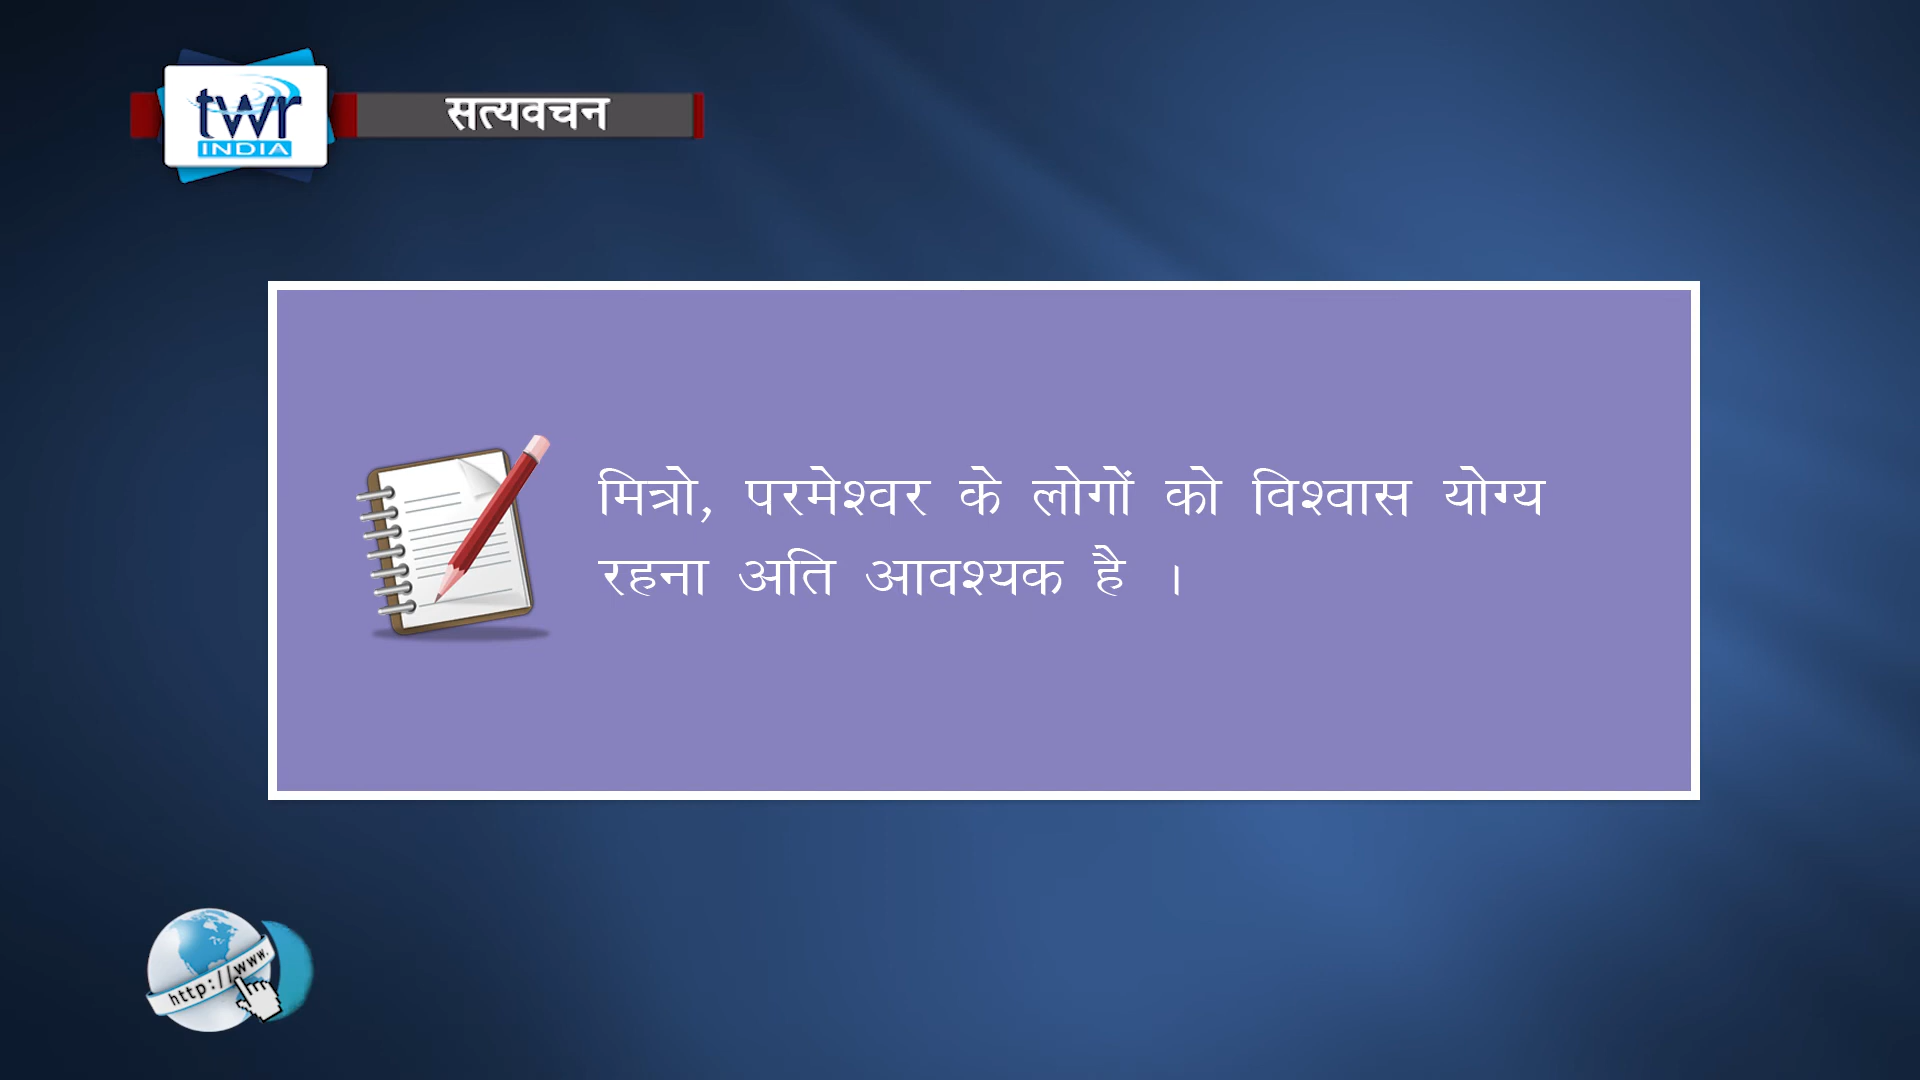 twr
INDIA
सत्यवचन
मित्रो, परमेश्वर के लोगों को विश्वास योग्य
रहना अति आवश्यक है ।
http://www.